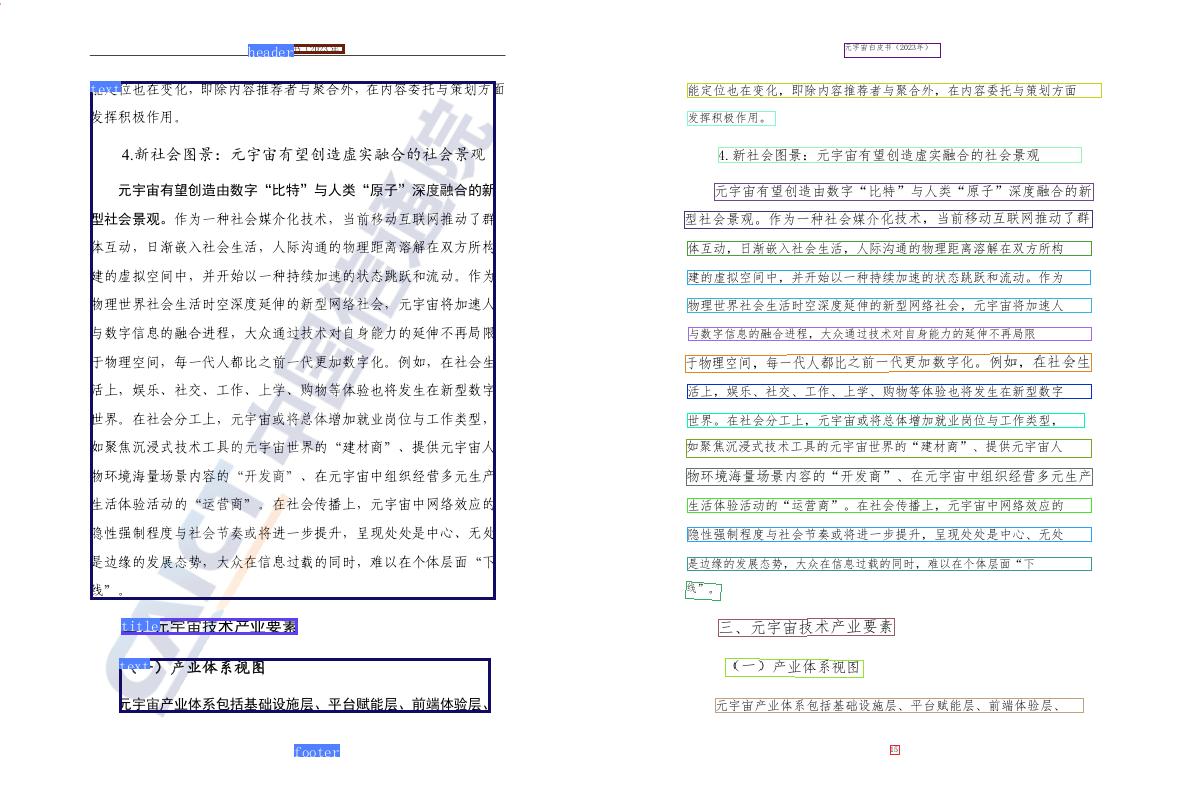 header
text位也在变化，即除内容推荐者与聚合外，在内容委托与策划方面
发挥积极作用。
4.新社会图景：元宇宙有望创造虚实融合的社会景观
元宇宙有望创造由数字“比特”与人类“原子”深度融合的新
型社会景观。作为一种社会媒介化技术，当前移动互联网推动了群
体互动，日渐嵌入社会生活，人际沟通的物理距离溶解在双方所构
建的虚拟空间中，并开始以一种持续加速的状态跳跃和流动。作为
物理世界社会生活时空深度延伸的新型网络社会，元宇宙将加速人
与数字信息的融合进程，大众通过技术对自身能力的延伸不再局限
于物理空间，每一代人都比之前一代更加数字化。例如，在社会生
活上，娱乐、社交、工作、上学、购物等体验也将发生在新型数字
世界。在社会分工上，元宇宙或将总体增加就业岗位与工作类型，
如聚焦沉浸式技术工具的元宇宙世界的“建材商”、提供元宇宙人
物环境海量场景内容的“开发商”、在元宇宙中组织经营多元生产
生活体验活动的“运营商”。在社会传播上，元宇宙中网络效应的
隐性强制程度与社会节奏或将进一步提升，呈现处处是中心、无处
是边缘的发展态势，大众在信息过载的同时，难以在个体层面“下
线”。
title元宇宙技术产业要素
text）产业体系视图
元宇宙产业体系包括基础设施层、平台赋能层、前端体验层、
footer
CAICT 中国信通院
元宇宙白皮书（2023年）
能定位也在变化，即除内容推荐者与聚合外，在内容委托与策划方面
发挥积极作用。
4.新社会图景：元宇宙有望创造虚实融合的社会景观
元宇宙有望创造由数字“比特”与人类“原子”深度融合的新
型社会景观。作为一种社会媒介化技术，当前移动互联网推动了群
体互动，日渐嵌入社会生活，人际沟通的物理距离溶解在双方所构
建的虚拟空间中，并开始以一种持续加速的状态跳跃和流动。作为
物理世界社会生活时空深度延伸的新型网络社会，元宇宙将加速人
与数字信息的融合进程，大众通过技术对自身能力的延伸不再局限
于物理空间，每一代人都比之前一代更加数字化。例如，在社会生
活上，娱乐、社交、工作、上学、购物等体验也将发生在新型数字
世界。在社会分工上，元宇宙或将总体增加就业岗位与工作类型，
如聚焦沉浸式技术工具的元宇宙世界的“建材商”、提供元宇宙人
物环境海量场景内容的“开发商”、在元宇宙中组织经营多元生产
生活体验活动的“运营商”。在社会传播上，元宇宙中网络效应的
隐性强制程度与社会节奏或将进一步提升，呈现处处是中心、无处
是边缘的发展态势，大众在信息过载的同时，难以在个体层面“下
线”。
三、元宇宙技术产业要素
（一）产业体系视图
元宇宙产业体系包括基础设施层、平台赋能层、前端体验层、